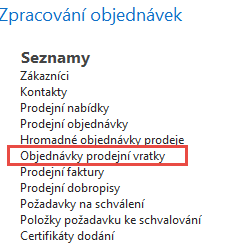 Zpracování objednávek
Seznamy
Zákazníci
Kontakty
Prodejní nabídky
Prodejní objednávky
Hromadné objednávky prodeje
Objednávky prodejní vratky
Prodejní faktury
Prodejní dobropisy
Požadavky na schválení
Položky požadavku ke schvalování
Certifikáty dodání